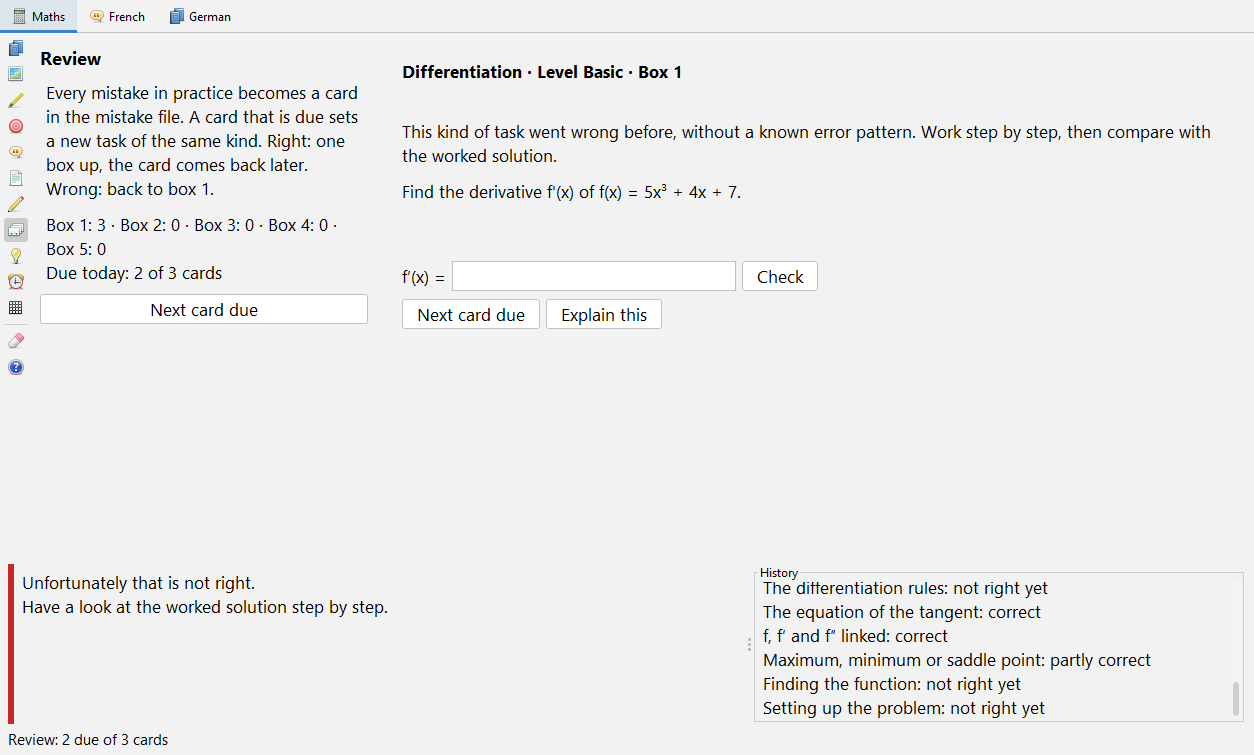 Maths French German
Review
Every mistake in practice becomes a card
in the mistake file. A card that is due sets
a new task of the same kind. Right: one
box up, the card comes back later.
Wrong: back to box 1.
Box 1: 3 · Box 2: 0 · Box 3: 0 · Box 4: 0 ·
Box 5: 0
Due today: 2 of 3 cards
Next card due
Differentiation · Level Basic · Box 1
This kind of task went wrong before, without a known error pattern. Work step by step, then compare with
the worked solution.
Find the derivative f′(x) of f(x) = 5x³ + 4x + 7.
f′(x) =
Check
Next card due
Explain this
Unfortunately that is not right.
Have a look at the worked solution step by step.
History
The differentiation rules: not right yet
The equation of the tangent: correct
f, f′ and f″ linked: correct
Maximum, minimum or saddle point: partly correct
Finding the function: not right yet
Setting up the problem: not right yet
Review: 2 due of 3 cards